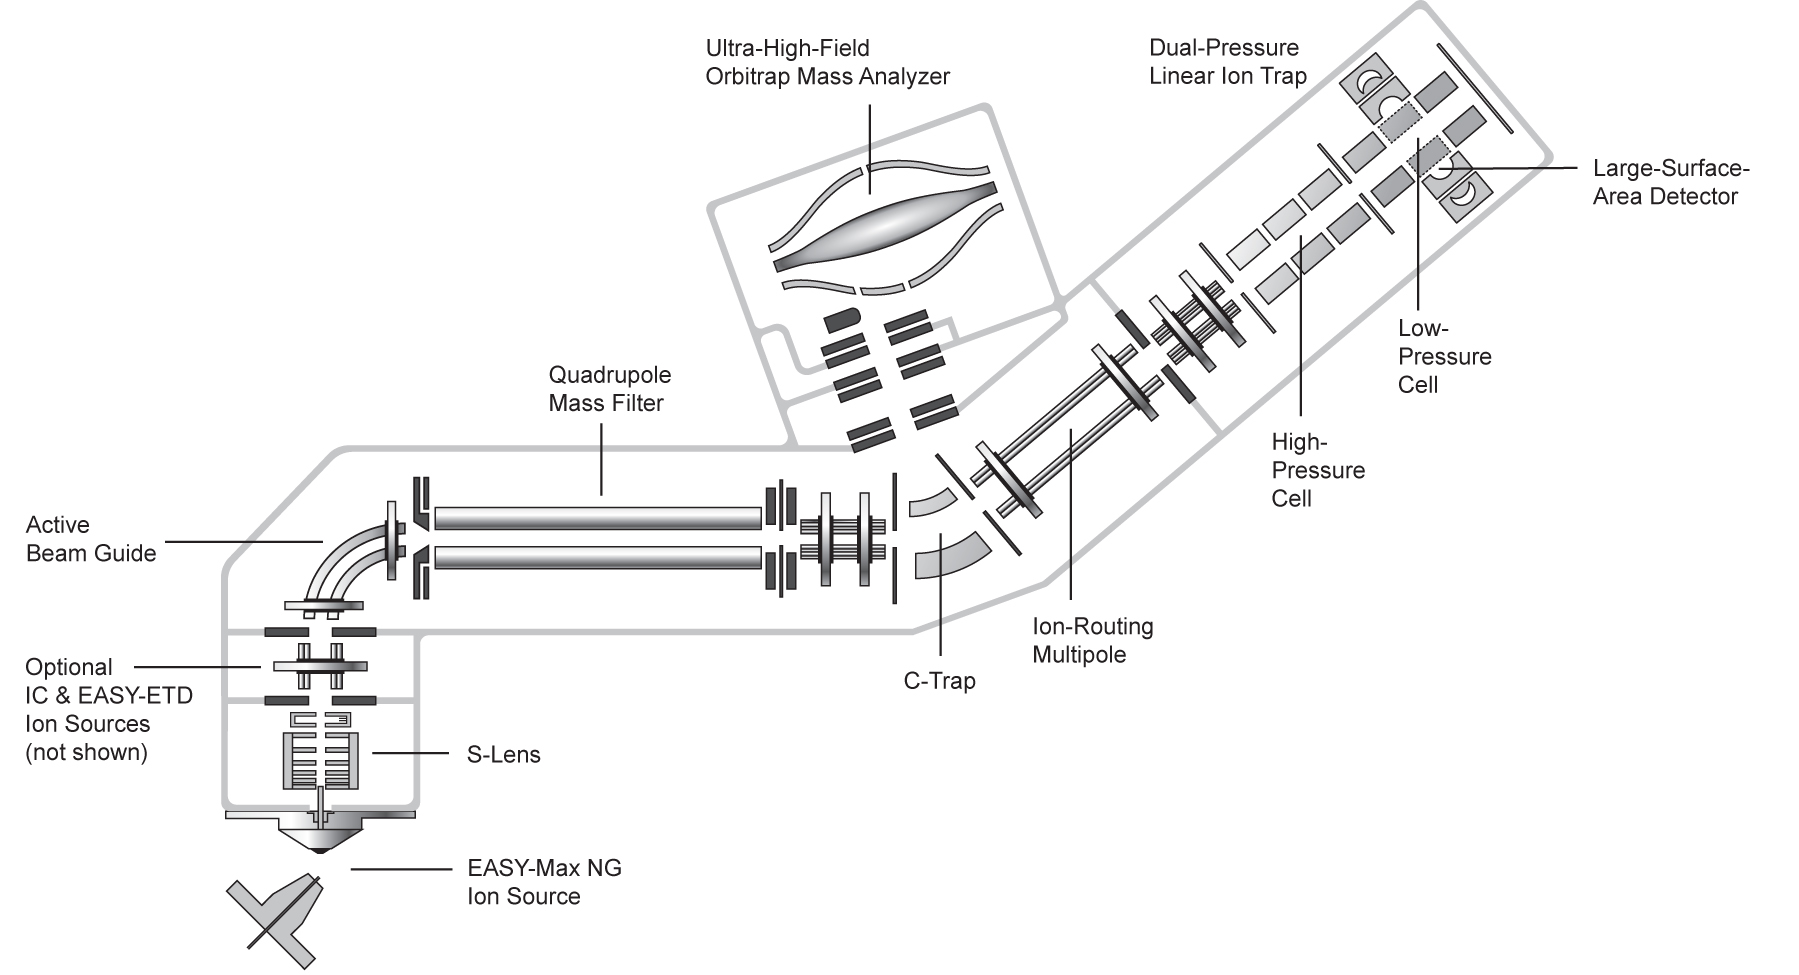 Ultra-High-Field
Orbitrap Mass Analyzer
Dual-Pressure
Linear Ion Trap
Large-Surface-
Area Detector
Low-
Pressure
Cell
Quadrupole
Mass Filter
High-
Pressure
Cell
Active
Beam Guide
Ion-Routing
Multipole
C-Trap
Optional
IC & EASY-ETD
Ion Sources
(not shown)
S-Lens
EASY-Max NG
Ion Source